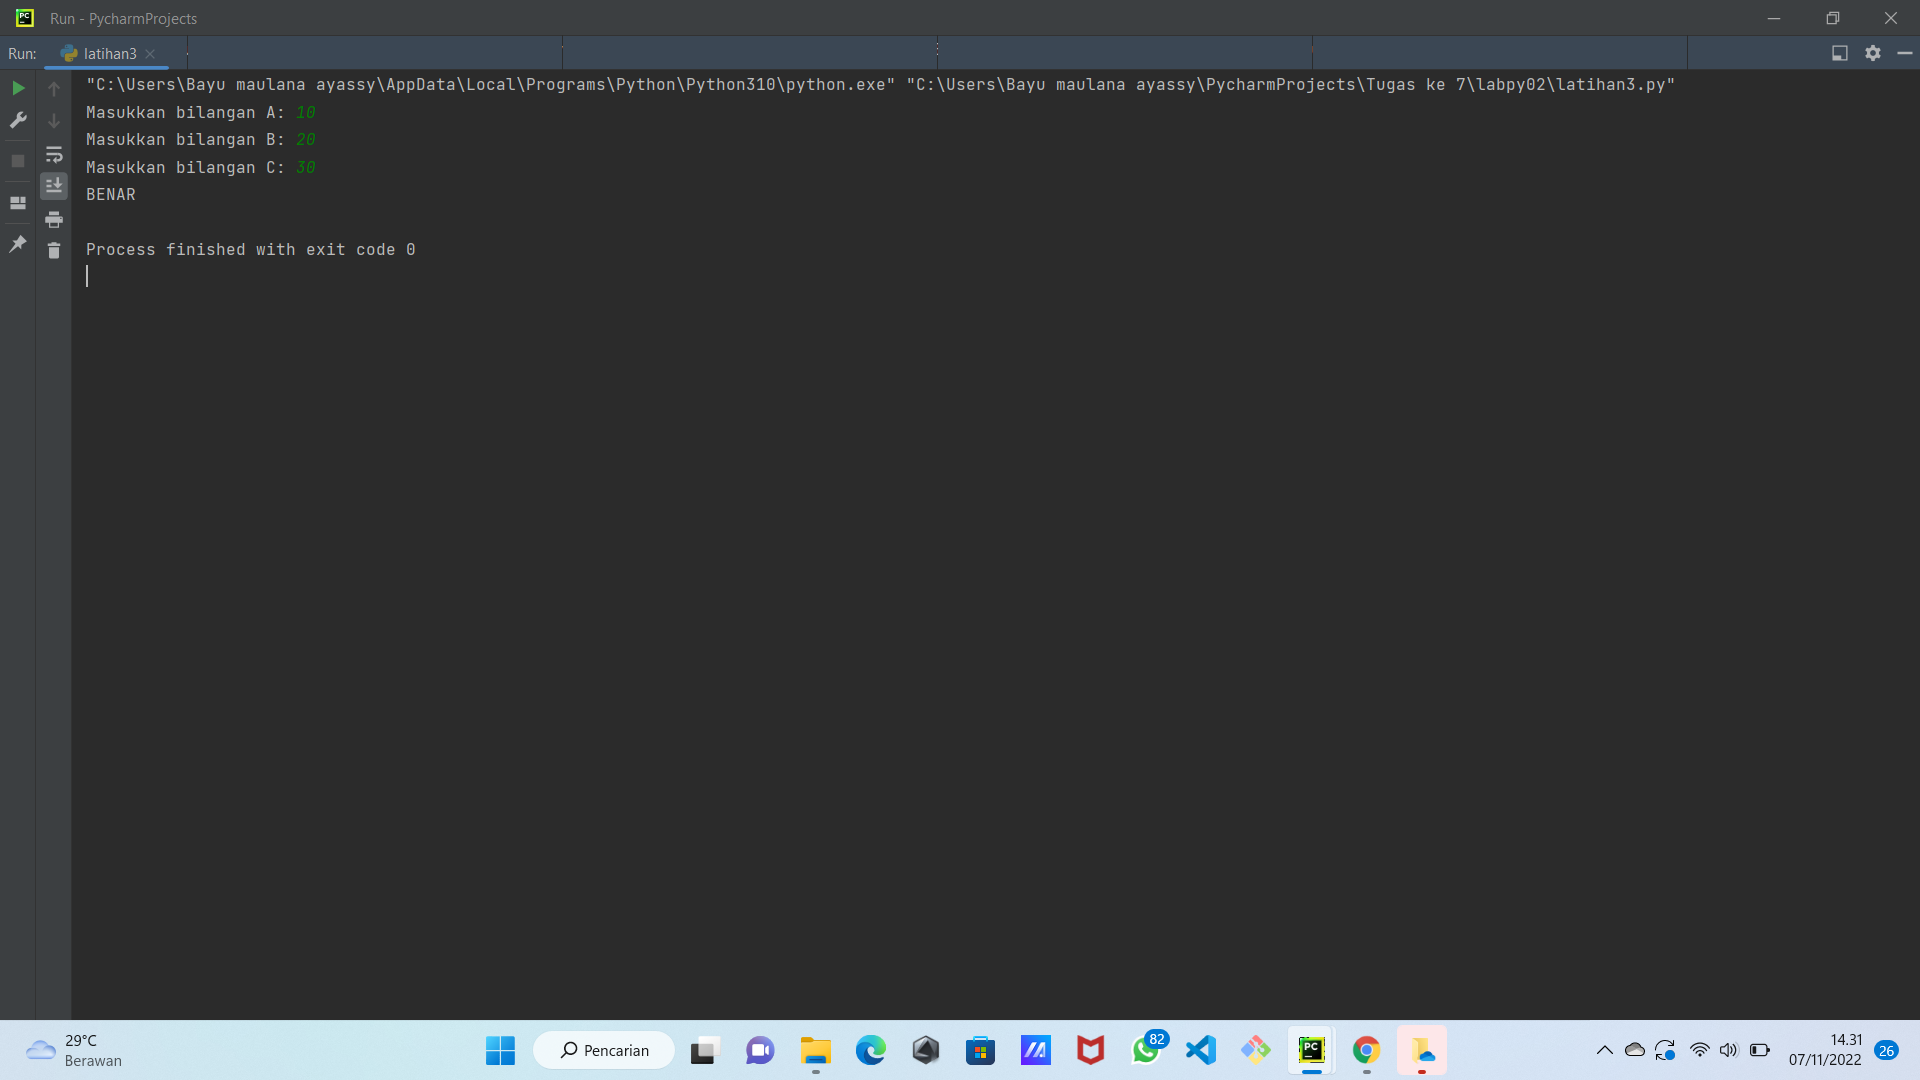 Run - PycharmProjects
Run: latihan3
"C:\Users\Bayu maulana ayassy\AppData\Local\Programs\Python\Python310\python.exe" "C:\Users\Bayu maulana ayassy\PycharmProjects\Tugas ke 7\labpy02\latihan3.py"
Masukkan bilangan A: 10
Masukkan bilangan B: 20
Masukkan bilangan C: 30
BENAR
Process finished with exit code 0
29°C
Berawan
Pencarian
82
14.31
07/11/2022
26